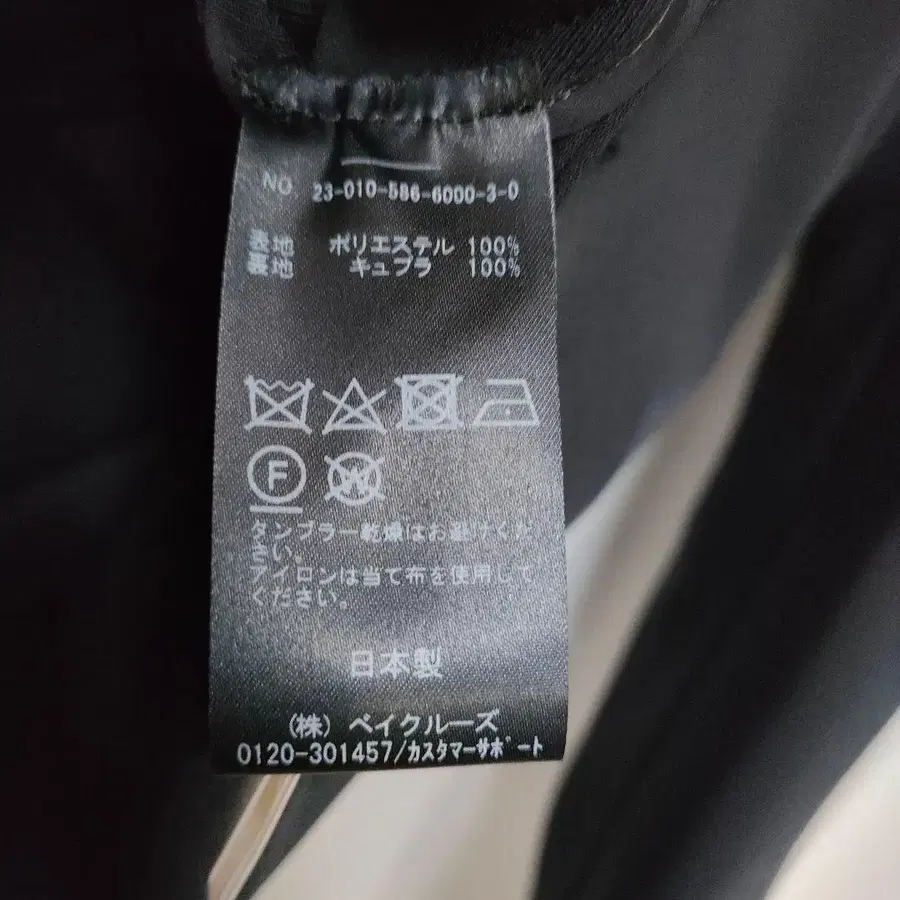 NO. 23-010-586-6000-3-0
表地 ポリエステル 100%
裏地 キュプラ 100%
F
W
タンブラー乾燥はお避けくだ
さい。
アイロンは当て布を使用して
ください。
日本製
(株) ベイクルーズ
0120-301457/カスタマーサポート